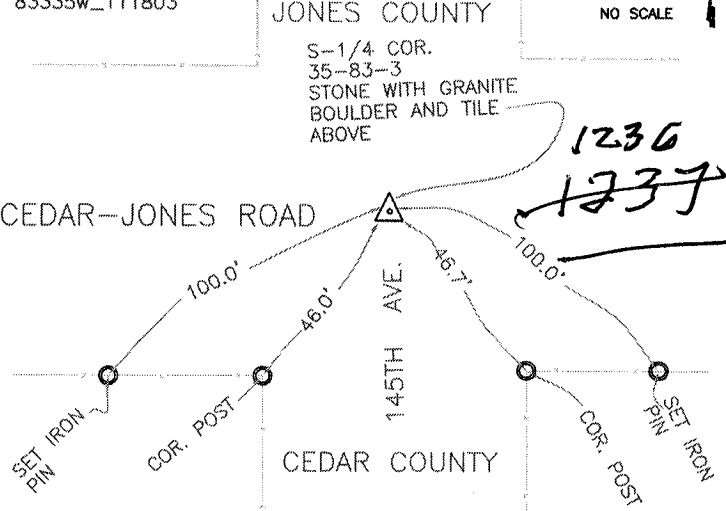 83335W_111803
JONES COUNTY
NO SCALE
S-1/4 COR.
35-83-3
STONE WITH GRANITE
BOULDER AND TILE
ABOVE
1236
1237
CEDAR-JONES ROAD
100.0'
46.0'
46.7'
100.0'
145TH AVE.
SET IRON
PIN
COR. POST
CEDAR COUNTY
COR. POST
SET IRON
PIN